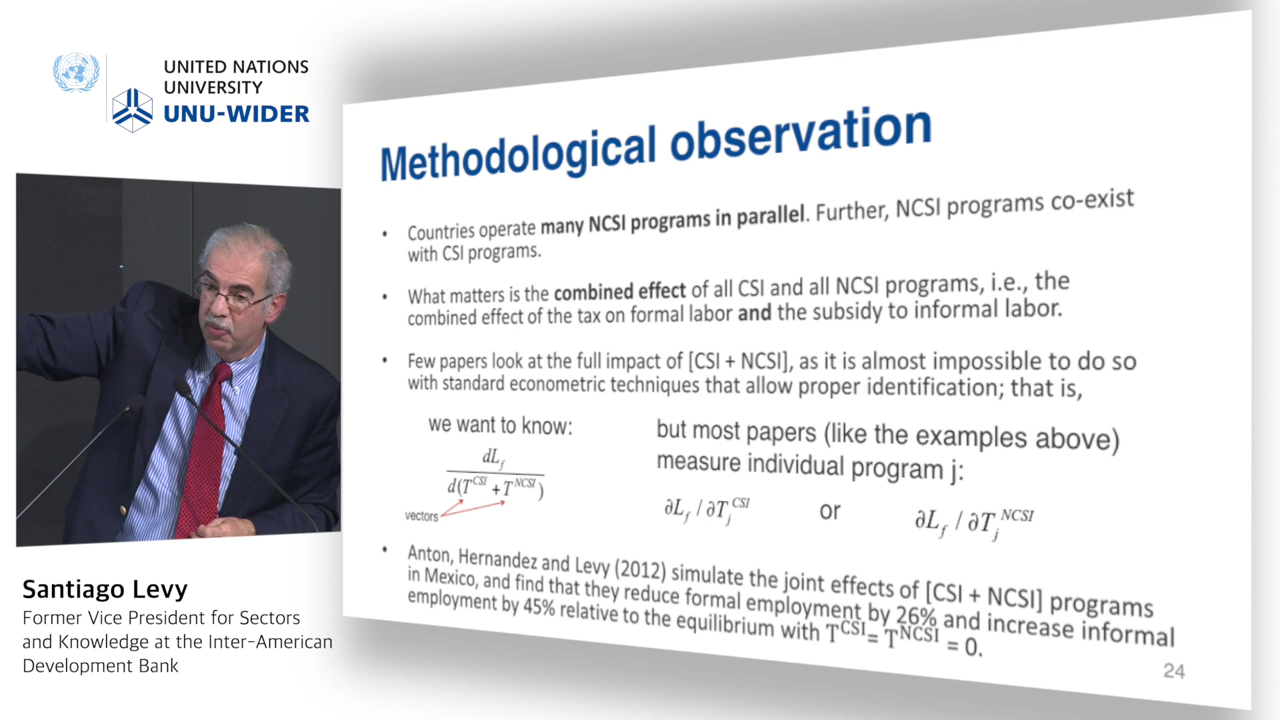 UNITED NATIONS
UNIVERSITY
UNU-WIDER
Methodological observation
• Countries operate many NCSI programs in parallel. Further, NCSI programs co-exist
with CSI programs.
• What matters is the combined effect of all CSI and all NCSI programs, i.e., the
combined effect of the tax on formal labor and the subsidy to informal labor.
• Few papers look at the full impact of [CSI + NCSI], as it is almost impossible to do so
with standard econometric techniques that allow proper identification; that is,
we want to know:
dL_f / d(T^CSI + T^NCSI)
vectors
but most papers (like the examples above)
measure individual program j:
∂L_f / ∂T_j^CSI or ∂L_f / ∂T_j^NCSI
• Anton, Hernandez and Levy (2012) simulate the joint effects of [CSI + NCSI] programs
in Mexico, and find that they reduce formal employment by 26% and increase informal
employment by 45% relative to the equilibrium with T^CSI = T^NCSI = 0.
24
Santiago Levy
Former Vice President for Sectors
and Knowledge at the Inter-American
Development Bank